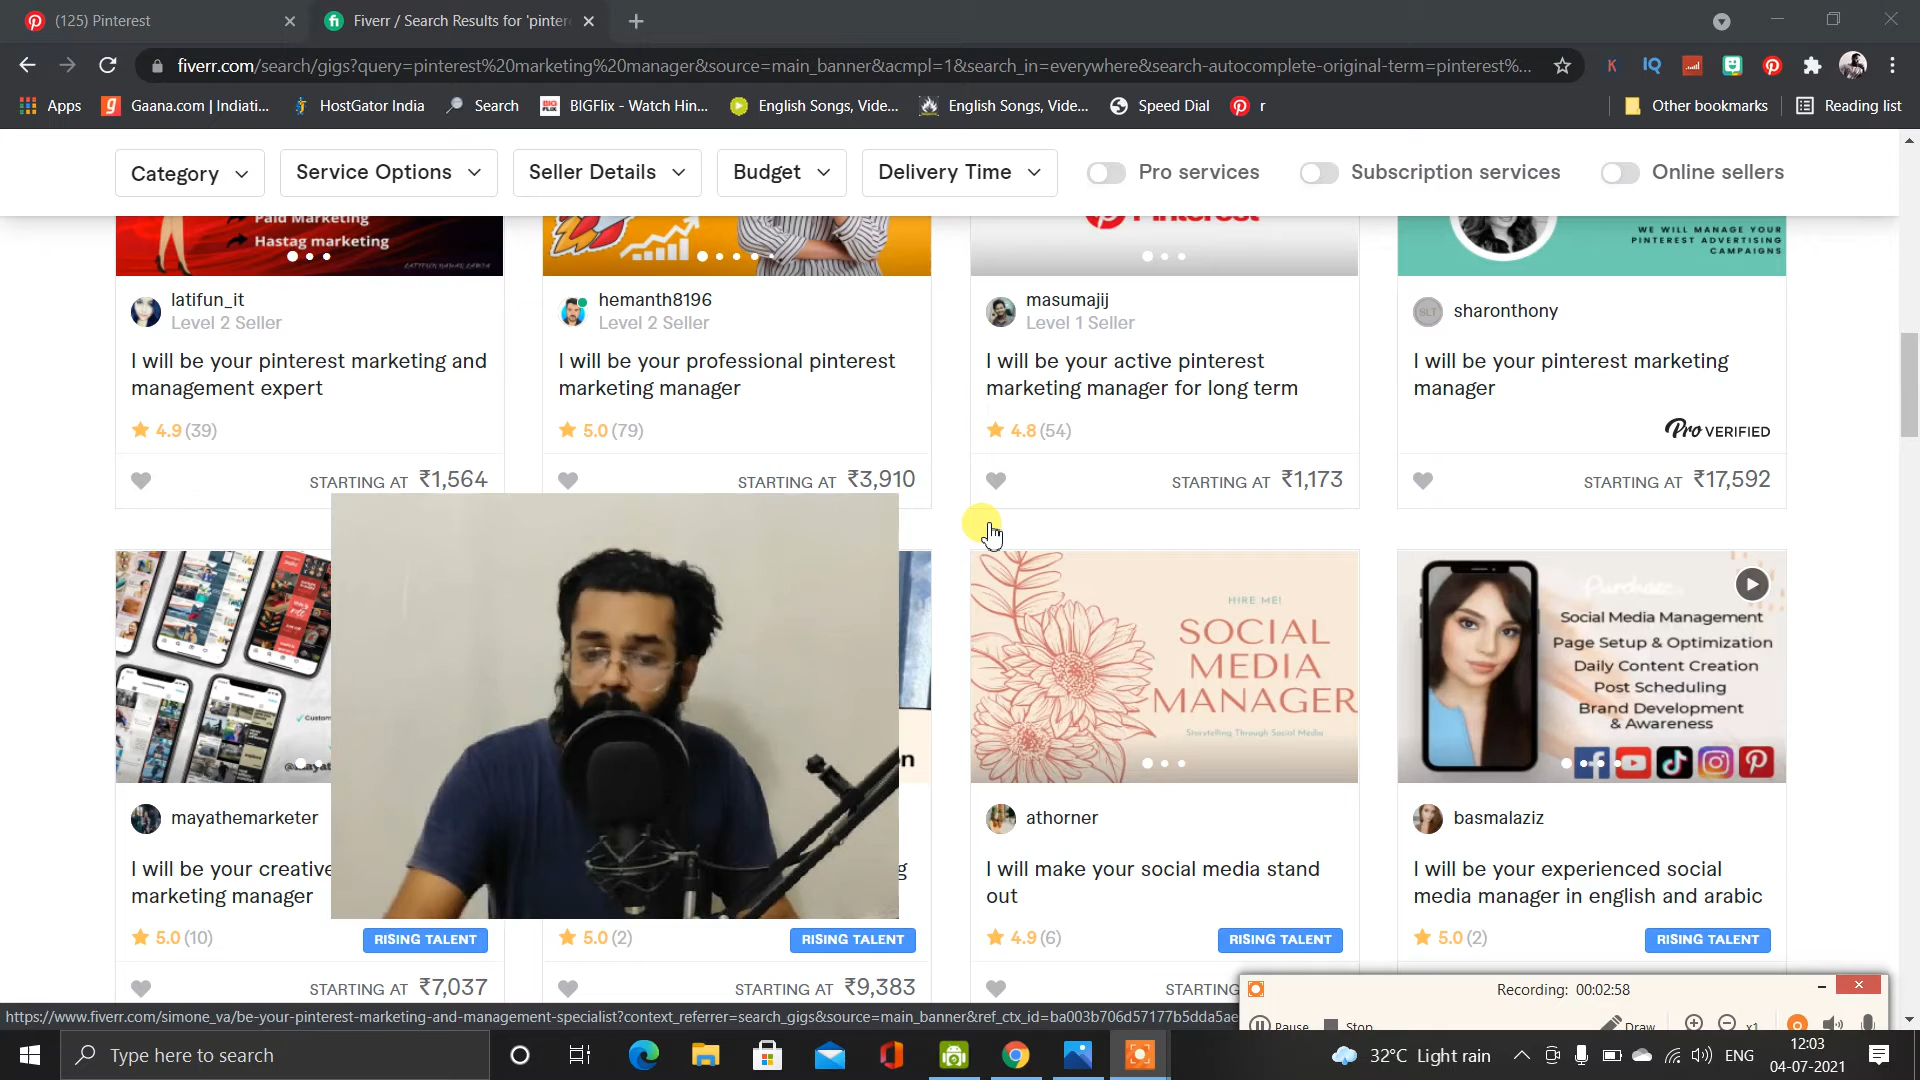 (125) Pinterest
Fiverr / Search Results for 'pinter
fiverr.com/search/gigs?query=pinterest%20marketing%20manager&source=main_banner&acmpl=1&search_in=everywhere&search-autocomplete-original-term=pinterest%...
Apps
Gaana.com | Indiati...
HostGator India
Search
BIGFlix - Watch Hin...
English Songs, Vide...
English Songs, Vide...
Speed Dial
r
Other bookmarks
Reading list
Category
Service Options
Seller Details
Budget
Delivery Time
Pro services
Subscription services
Online sellers
Paid Marketing
Hastag marketing
Pinterest
WE WILL MANAGE YOUR
PINTEREST ADVERTISING
CAMPAIGNS
latifun_it
Level 2 Seller
I will be your pinterest marketing and
management expert
4.9 (39)
STARTING AT ₹1,564
hemanth8196
Level 2 Seller
I will be your professional pinterest
marketing manager
5.0 (79)
STARTING AT ₹3,910
masumajij
Level 1 Seller
I will be your active pinterest
marketing manager for long term
4.8 (54)
STARTING AT ₹1,173
SLT
sharonthony
I will be your pinterest marketing
manager
Pro VERIFIED
STARTING AT ₹17,592
mayathemarketer
I will be your creative
marketing manager
5.0 (10)
RISING TALENT
STARTING AT ₹7,037
n
g
5.0 (2)
RISING TALENT
STARTING AT ₹9,383
HIRE ME!
SOCIAL
MEDIA
MANAGER
Storytelling Through Social Media
athorner
I will make your social media stand
out
4.9 (6)
RISING TALENT
STARTING
Purchase
Social Media Management
Page Setup & Optimization
Daily Content Creation
Post Scheduling
Brand Development
& Awareness
basmalaziz
I will be your experienced social
media manager in english and arabic
5.0 (2)
RISING TALENT
Recording: 00:02:58
Pause
Stop
Draw
x1
https://www.fiverr.com/simone_va/be-your-pinterest-marketing-and-management-specialist?context_referrer=search_gigs&source=main_banner&ref_ctx_id=ba003b706d57177b5dda5ae
Type here to search
32°C Light rain
ENG
12:03
04-07-2021